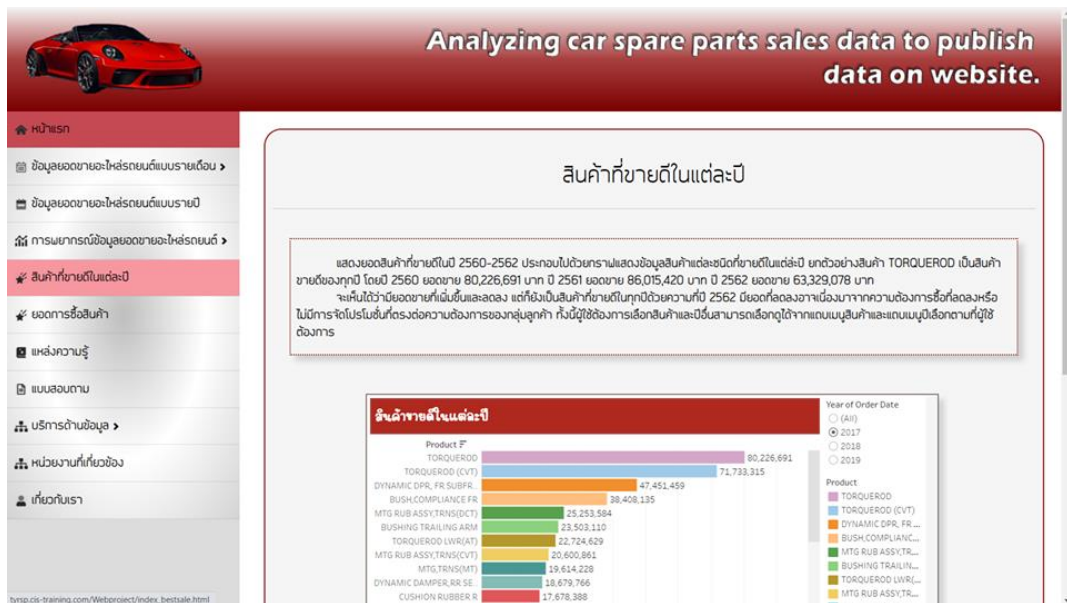 Analyzing car spare parts sales data to publish
data on website.
หน้าแรก
ข้อมูลยอดขายอะไหล่รถยนต์แบบรายเดือน
ข้อมูลยอดขายอะไหล่รถยนต์แบบรายปี
การพยากรณ์ข้อมูลยอดขายอะไหล่รถยนต์
สินค้าที่ขายดีในแต่ละปี
ยอดการซื้อสินค้า
แหล่งความรู้
แบบสอบถาม
บริการด้านข้อมูล
หน่วยงานที่เกี่ยวข้อง
เกี่ยวกับเรา
tyrsp.cis-training.com/Webproject/index_bestsale.html
สินค้าที่ขายดีในแต่ละปี
แสดงยอดสินค้าที่ขายดีในปี 2560-2562 ประกอบไปด้วยกราฟแสดงข้อมูลสินค้าแต่ละชนิดที่ขายดีในแต่ล่ะปี ยกตัวอย่างสินค้า TORQUEROD เป็นสินค้า
ขายดีของทุกปี โดยปี 2560 ยอดขาย 80,226,691 บาท ปี 2561 ยอดขาย 86,015,420 บาท ปี 2562 ยอดขาย 63,329,078 บาท
จะเห็นได้ว่ามียอดขายที่เพิ่มขึ้นและลดลง แต่ก็ยังเป็นสินค้าที่ขายดีในทุกปีด้วยความที่ปี 2562 มียอดที่ลดลงอาจเนื่องมาจากความต้องการซื้อที่ลดลงหรือ
ไม่มีการจัดโปรโมชั่นที่ตรงต่อความต้องการของกลุ่มลูกค้า ทั้งนี้ผู้ใช้ต้องการเลือกสินค้าและปีอื่นสามารถเลือกดูได้จากแถบเมนูสินค้าและแถบเมนูปีเลือกตามที่ผู้ใช้
ต้องการ
สินค้าขายดีในแต่ละปี
Product
TORQUEROD 80,226,691
TORQUEROD (CVT) 71,733,315
DYNAMIC DPR, FR SUBFR.. 47,451,459
BUSH,COMPLIANCE FR 38,408,135
MTG RUB ASSY,TRNS(DCT) 25,253,584
BUSHING TRAILING ARM 23,503,110
TORQUEROD LWR(AT) 22,724,629
MTG RUB ASSY,TRNS(CVT) 20,600,861
MTG,TRNS(MT) 19,614,228
DYNAMIC DAMPER,RR SE.. 18,679,766
CUSHION RUBBER R 17,678,388
Year of Order Date
(All)
2017
2018
2019
Product
TORQUEROD
TORQUEROD (CVT)
DYNAMIC DPR, FR ...
BUSH,COMPLIANC...
MTG RUB ASSY,TR...
BUSHING TRAILIN...
TORQUEROD LWR(...
MTG RUB ASSY,TR...